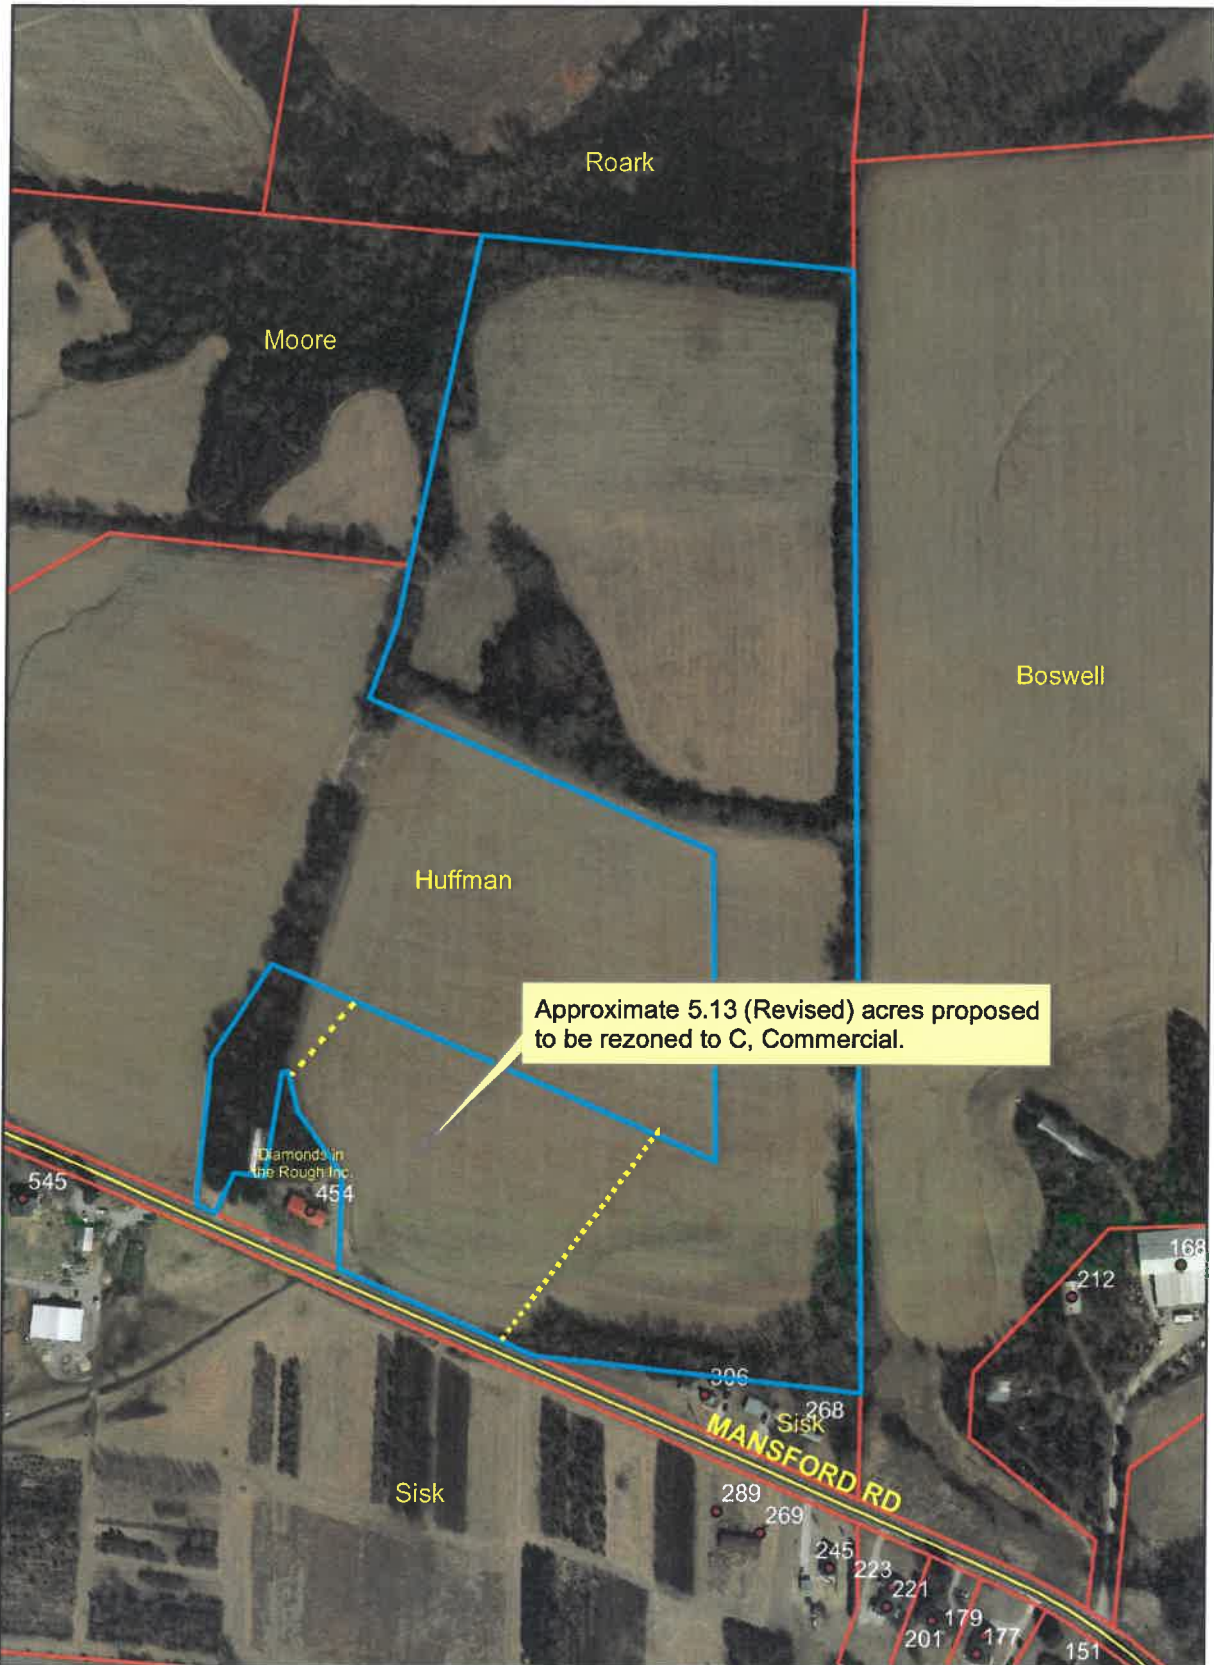 Roark
Moore
Boswell
Huffman
Approximate 5.13 (Revised) acres proposed
to be rezoned to C, Commercial.
Diamonds in
the Rough Inc.
545
454
168
212
306
268
Sisk
MANSFORD RD
Sisk
289
269
245
223
221
201
179
177
151